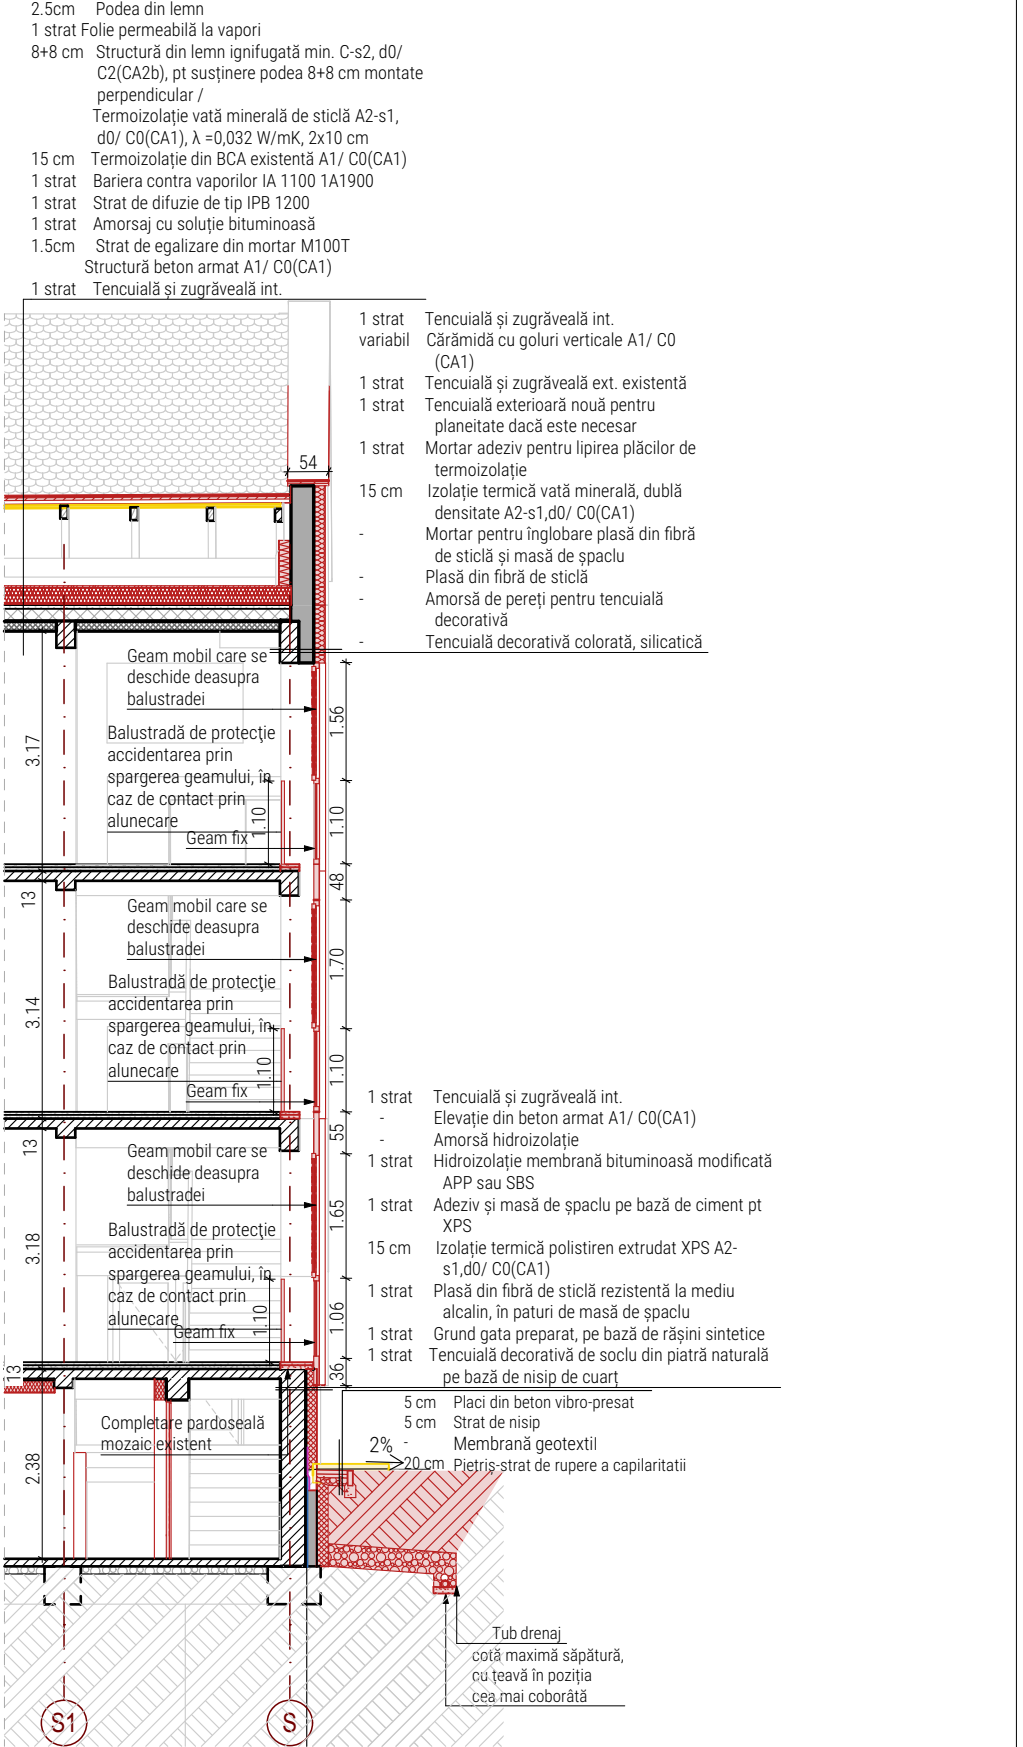 2.5cm Podea din lemn
1 strat Folie permeabilă la vapori
8+8 cm Structură din lemn ignifugată min. C-s2, d0/
C2(CA2b), pt susținere podea 8+8 cm montate
perpendicular /
Termoizolație vată minerală de sticlă A2-s1,
d0/ C0(CA1), λ =0,032 W/mK, 2x10 cm
15 cm Termoizolație din BCA existentă A1/ C0(CA1)
1 strat Bariera contra vaporilor IA 1100 1A1900
1 strat Strat de difuzie de tip IPB 1200
1 strat Amorsaj cu soluție bituminoasă
1.5cm Strat de egalizare din mortar M100T
Structură beton armat A1/ C0(CA1)
1 strat Tencuială și zugrăveală int.
1 strat Tencuială și zugrăveală int.
variabil Cărămidă cu goluri verticale A1/ C0
(CA1)
1 strat Tencuială și zugrăveală ext. existentă
1 strat Tencuială exterioară nouă pentru
planeitate dacă este necesar
1 strat Mortar adeziv pentru lipirea plăcilor de
termoizolație
15 cm Izolație termică vată minerală, dublă
densitate A2-s1,d0/ C0(CA1)
- Mortar pentru înglobare plasă din fibră
de sticlă și masă de șpaclu
- Plasă din fibră de sticlă
- Amorsă de pereți pentru tencuială
decorativă
- Tencuială decorativă colorată, silicatică
54
Geam mobil care se
deschide deasupra
balustradei
1.56
3.17
Balustradă de protecţie
accidentarea prin
spargerea geamului, în
caz de contact prin
alunecare
1.10
1.10
Geam fix
48
13
Geam mobil care se
deschide deasupra
balustradei
1.70
3.14
Balustradă de protecţie
accidentarea prin
spargerea geamului, în
caz de contact prin
alunecare
1.10
1.10
Geam fix
55
13
Geam mobil care se
deschide deasupra
balustradei
1.65
3.18
Balustradă de protecţie
accidentarea prin
spargerea geamului, în
caz de contact prin
alunecare
1.10
1.06
Geam fix
36
13
1 strat Tencuială și zugrăveală int.
- Elevație din beton armat A1/ C0(CA1)
- Amorsă hidroizolație
1 strat Hidroizolație membrană bituminoasă modificată
APP sau SBS
1 strat Adeziv și masă de șpaclu pe bază de ciment pt
XPS
15 cm Izolație termică polistiren extrudat XPS A2-
s1,d0/ C0(CA1)
1 strat Plasă din fibră de sticlă rezistentă la mediu
alcalin, în paturi de masă de șpaclu
1 strat Grund gata preparat, pe bază de rășini sintetice
1 strat Tencuială decorativă de soclu din piatră naturală
pe bază de nisip de cuarț
5 cm Placi din beton vibro-presat
5 cm Strat de nisip
- Membrană geotextil
20 cm Pietriș-strat de rupere a capilaritatii
2%
Completare pardoseală
mozaic existent
2.38
Tub drenaj
cotă maximă săpătură,
cu țeavă în poziția
cea mai coborâtă
S1
S